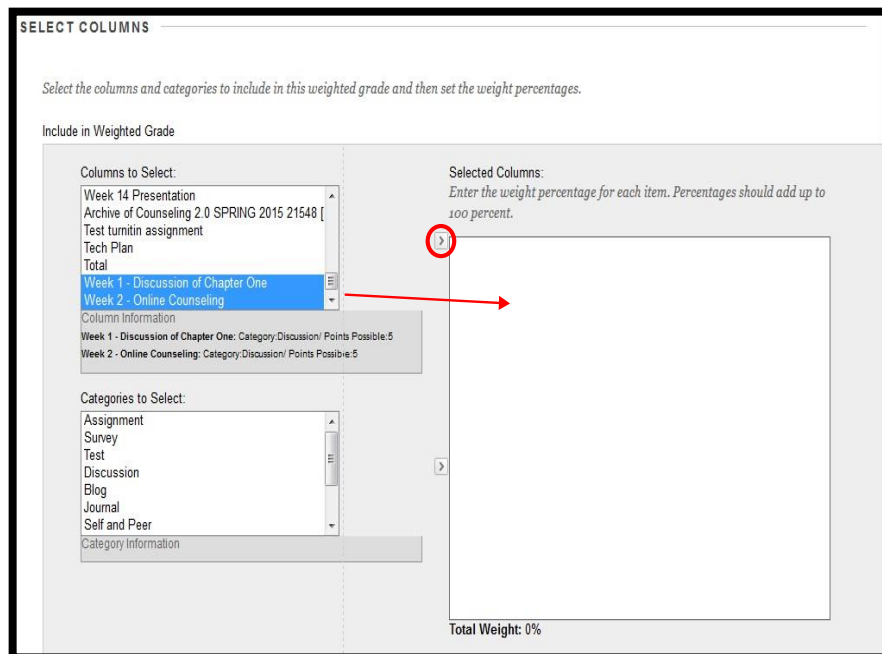 SELECT COLUMNS
Select the columns and categories to include in this weighted grade and then set the weight percentages.
Include in Weighted Grade
Columns to Select:
Week 14 Presentation
Archive of Counseling 2.0 SPRING 2015 21548 [
Test turnitin assignment
Tech Plan
Total
Week 1 - Discussion of Chapter One
Week 2 - Online Counseling
Column Information
Week 1 - Discussion of Chapter One: Category:Discussion/ Points Possible:5
Week 2 - Online Counseling: Category:Discussion/ Points Possible:5
Categories to Select:
Assignment
Survey
Test
Discussion
Blog
Journal
Self and Peer
Category Information
Selected Columns:
Enter the weight percentage for each item. Percentages should add up to
100 percent.
Total Weight: 0%